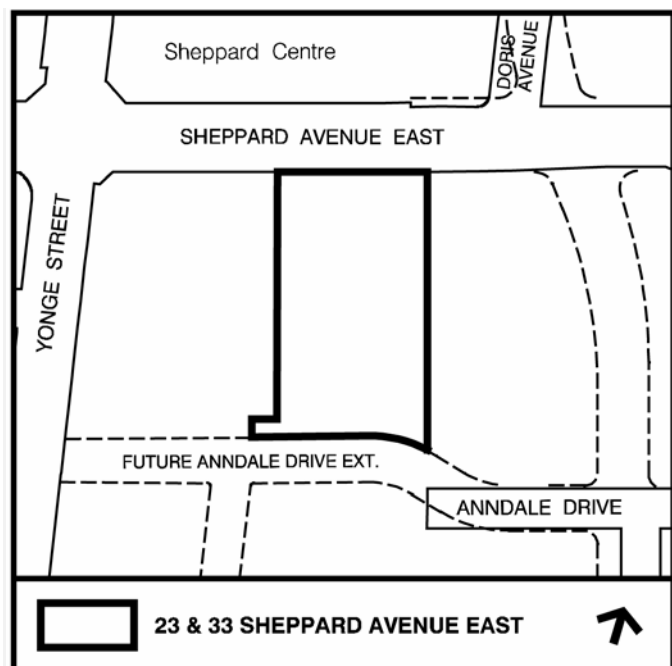 Sheppard Centre
DORIS
AVENUE
SHEPPARD AVENUE EAST
YONGE STREET
FUTURE ANNDALE DRIVE EXT.
ANNDALE DRIVE
23 & 33 SHEPPARD AVENUE EAST